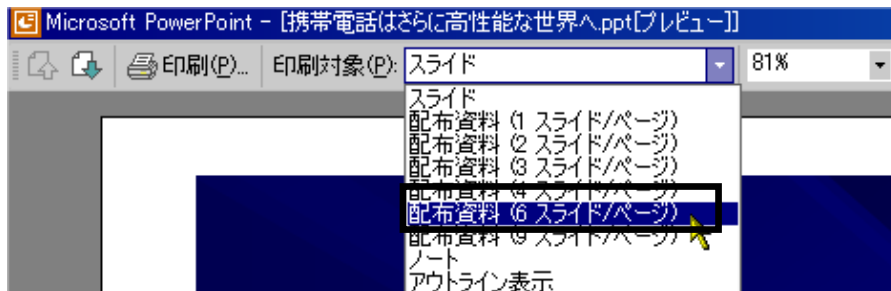 Microsoft PowerPoint - [携帯電話はさらに高性能な世界へ.ppt[プレビュー]]
印刷(P)... 印刷対象(P): スライド 81%
スライド
配布資料 (1 スライド/ページ)
配布資料 (2 スライド/ページ)
配布資料 (3 スライド/ページ)
配布資料 (4 スライド/ページ)
配布資料 (6 スライド/ページ)
配布資料 (9 スライド/ページ)
ノート
アウトライン表示